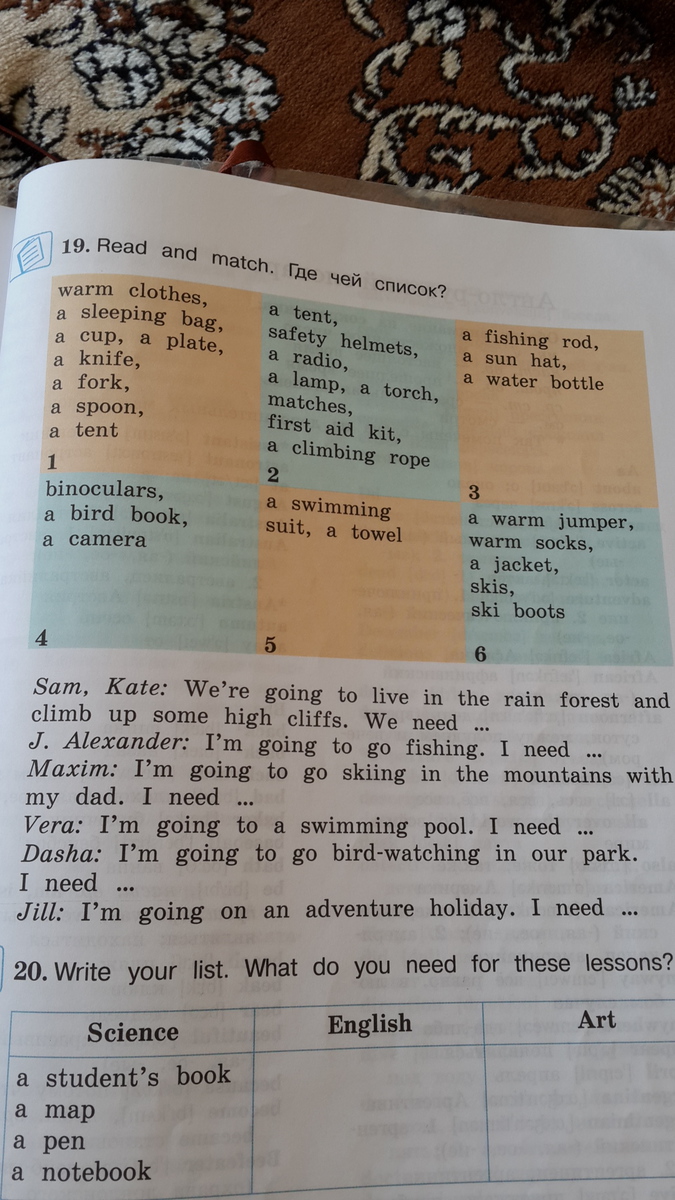 19. Read and match. Где чей список?
warm clothes,
a sleeping bag,
a cup, a plate,
a knife,
a fork,
a spoon,
a tent
1
a tent,
safety helmets,
a radio,
a lamp, a torch,
matches,
first aid kit,
a climbing rope
2
a fishing rod,
a sun hat,
a water bottle
3
binoculars,
a bird book,
a camera
4
a swimming
suit, a towel
5
a warm jumper,
warm socks,
a jacket,
skis,
ski boots
6
Sam, Kate: We're going to live in the rain forest and
climb up some high cliffs. We need ...
J. Alexander: I'm going to go fishing. I need ...
Maxim: I'm going to go skiing in the mountains with
my dad. I need ...
Vera: I'm going to a swimming pool. I need ...
Dasha: I'm going to go bird-watching in our park.
I need ...
Jill: I'm going on an adventure holiday. I need ...
20. Write your list. What do you need for these lessons?
Science English Art
a student's book
a map
a pen
a notebook